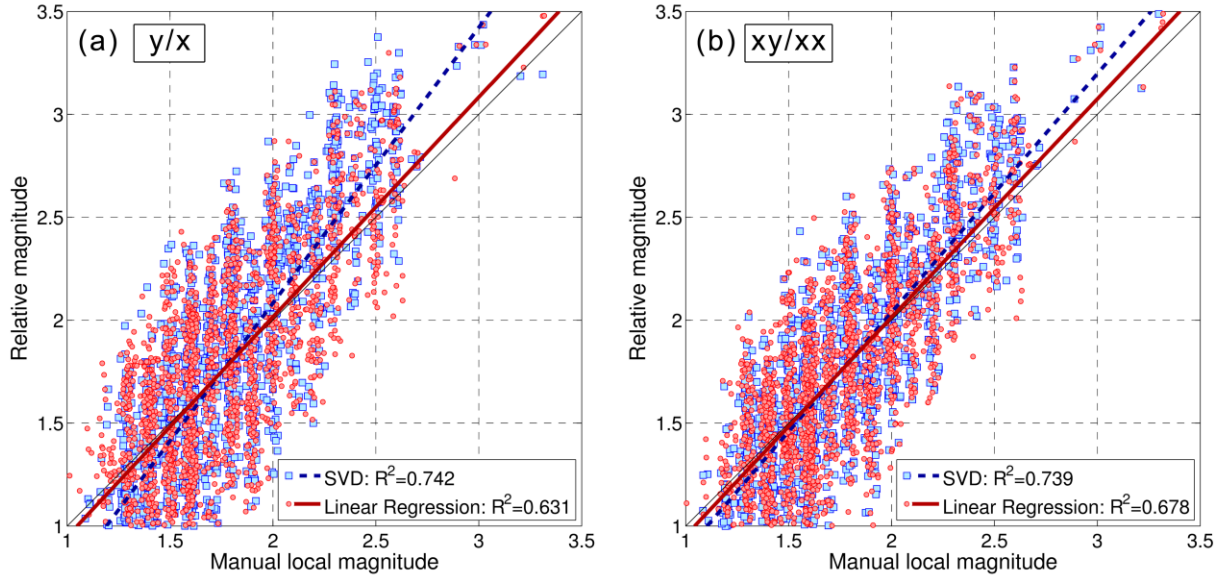 (a) y/x
3.5
3
2.5
2
1.5
1
Relative magnitude
SVD: R²=0.742
Linear Regression: R²=0.631
1 1.5 2 2.5 3 3.5
Manual local magnitude
(b) xy/xx
3.5
3
2.5
2
1.5
1
Relative magnitude
SVD: R²=0.739
Linear Regression: R²=0.678
1 1.5 2 2.5 3 3.5
Manual local magnitude